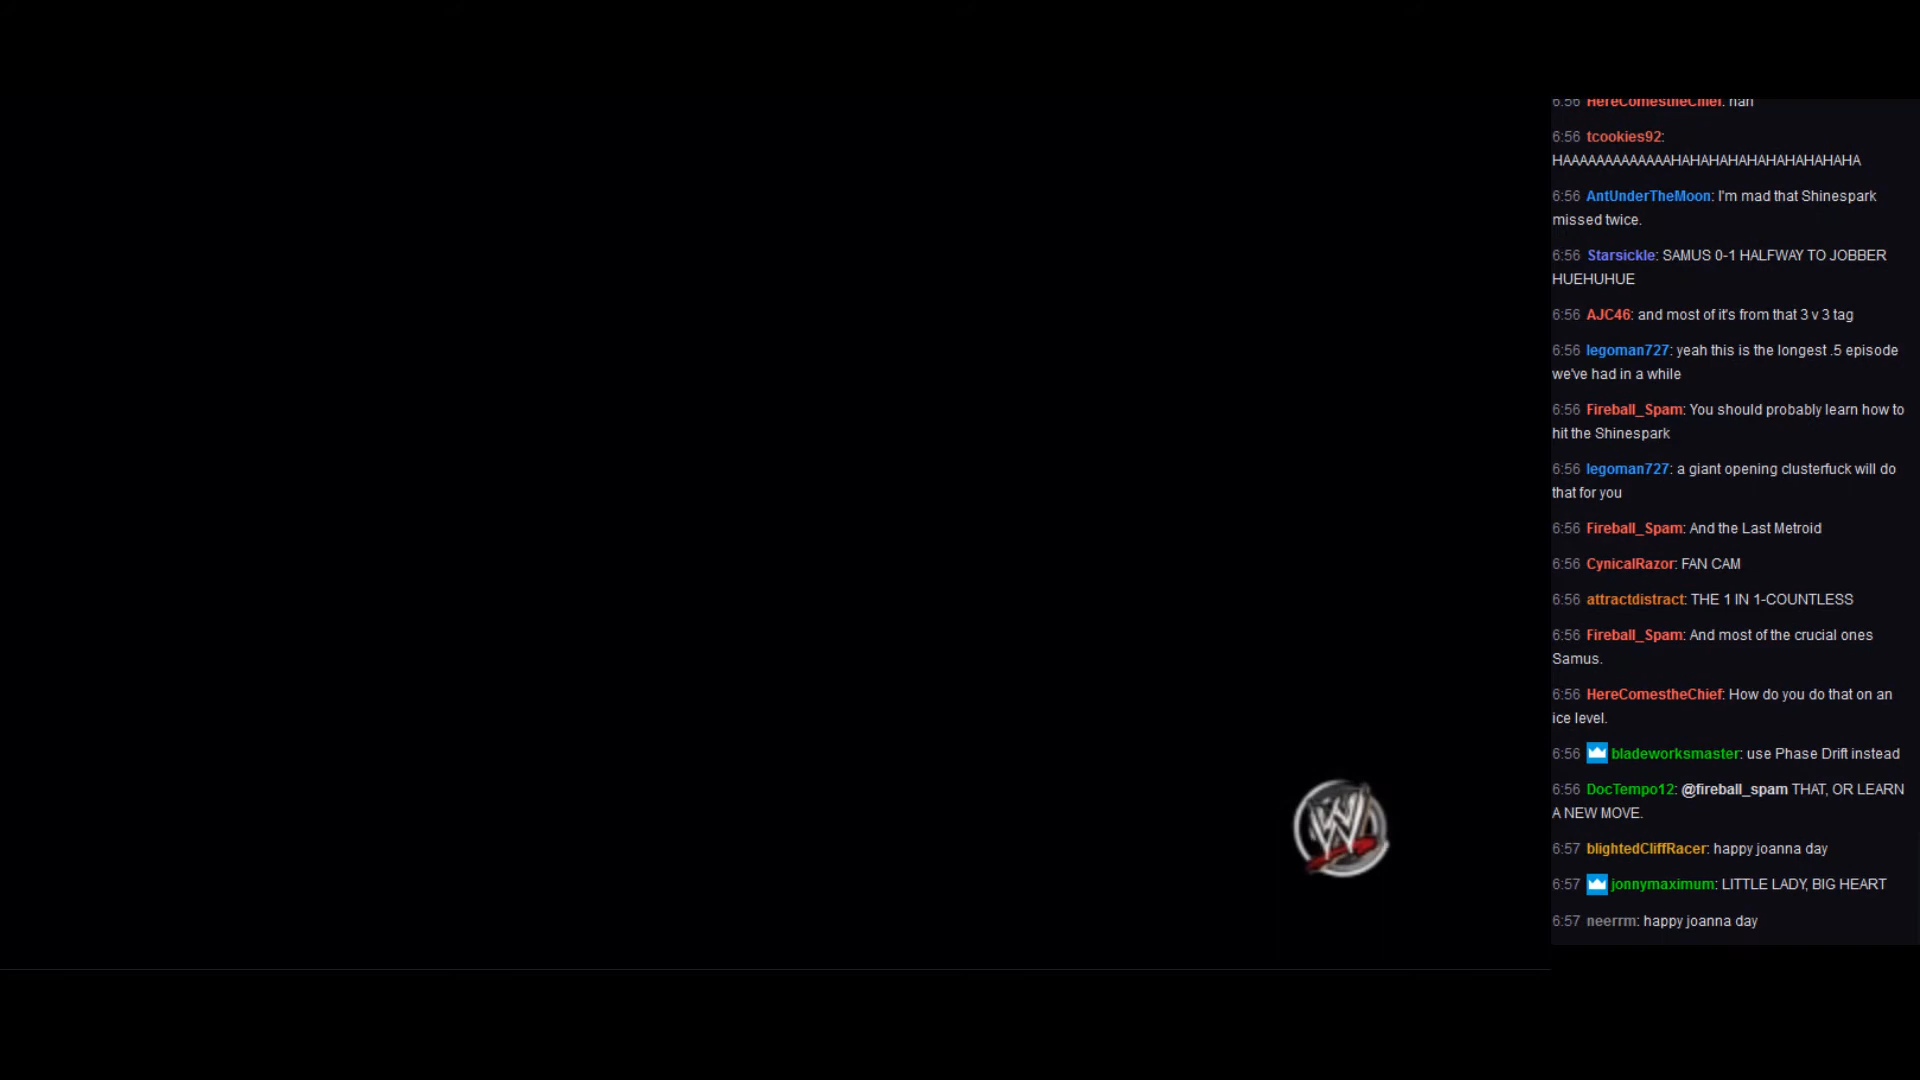 6:56 HereComestheChief: nah
6:56 tcookies92:
HAAAAAAAAAAAAAHAHAHAHAHAHAHAHAHA
6:56 AntUnderTheMoon: I'm mad that Shinespark
missed twice.
6:56 Starsickle: SAMUS 0-1 HALFWAY TO JOBBER
HUEHUHUE
6:56 AJC46: and most of it's from that 3 v 3 tag
6:56 legoman727: yeah this is the longest .5 episode
we've had in a while
6:56 Fireball_Spam: You should probably learn how to
hit the Shinespark
6:56 legoman727: a giant opening clusterfuck will do
that for you
6:56 Fireball_Spam: And the Last Metroid
6:56 CynicalRazor: FAN CAM
6:56 attractdistract: THE 1 IN 1-COUNTLESS
6:56 Fireball_Spam: And most of the crucial ones
Samus.
6:56 HereComestheChief: How do you do that on an
ice level.
6:56 bladeworksmaster: use Phase Drift instead
6:56 DocTempo12: @fireball_spam THAT, OR LEARN
A NEW MOVE.
6:57 blightedCliffRacer: happy joanna day
6:57 jonnymaximum: LITTLE LADY, BIG HEART
6:57 neerrm: happy joanna day
W